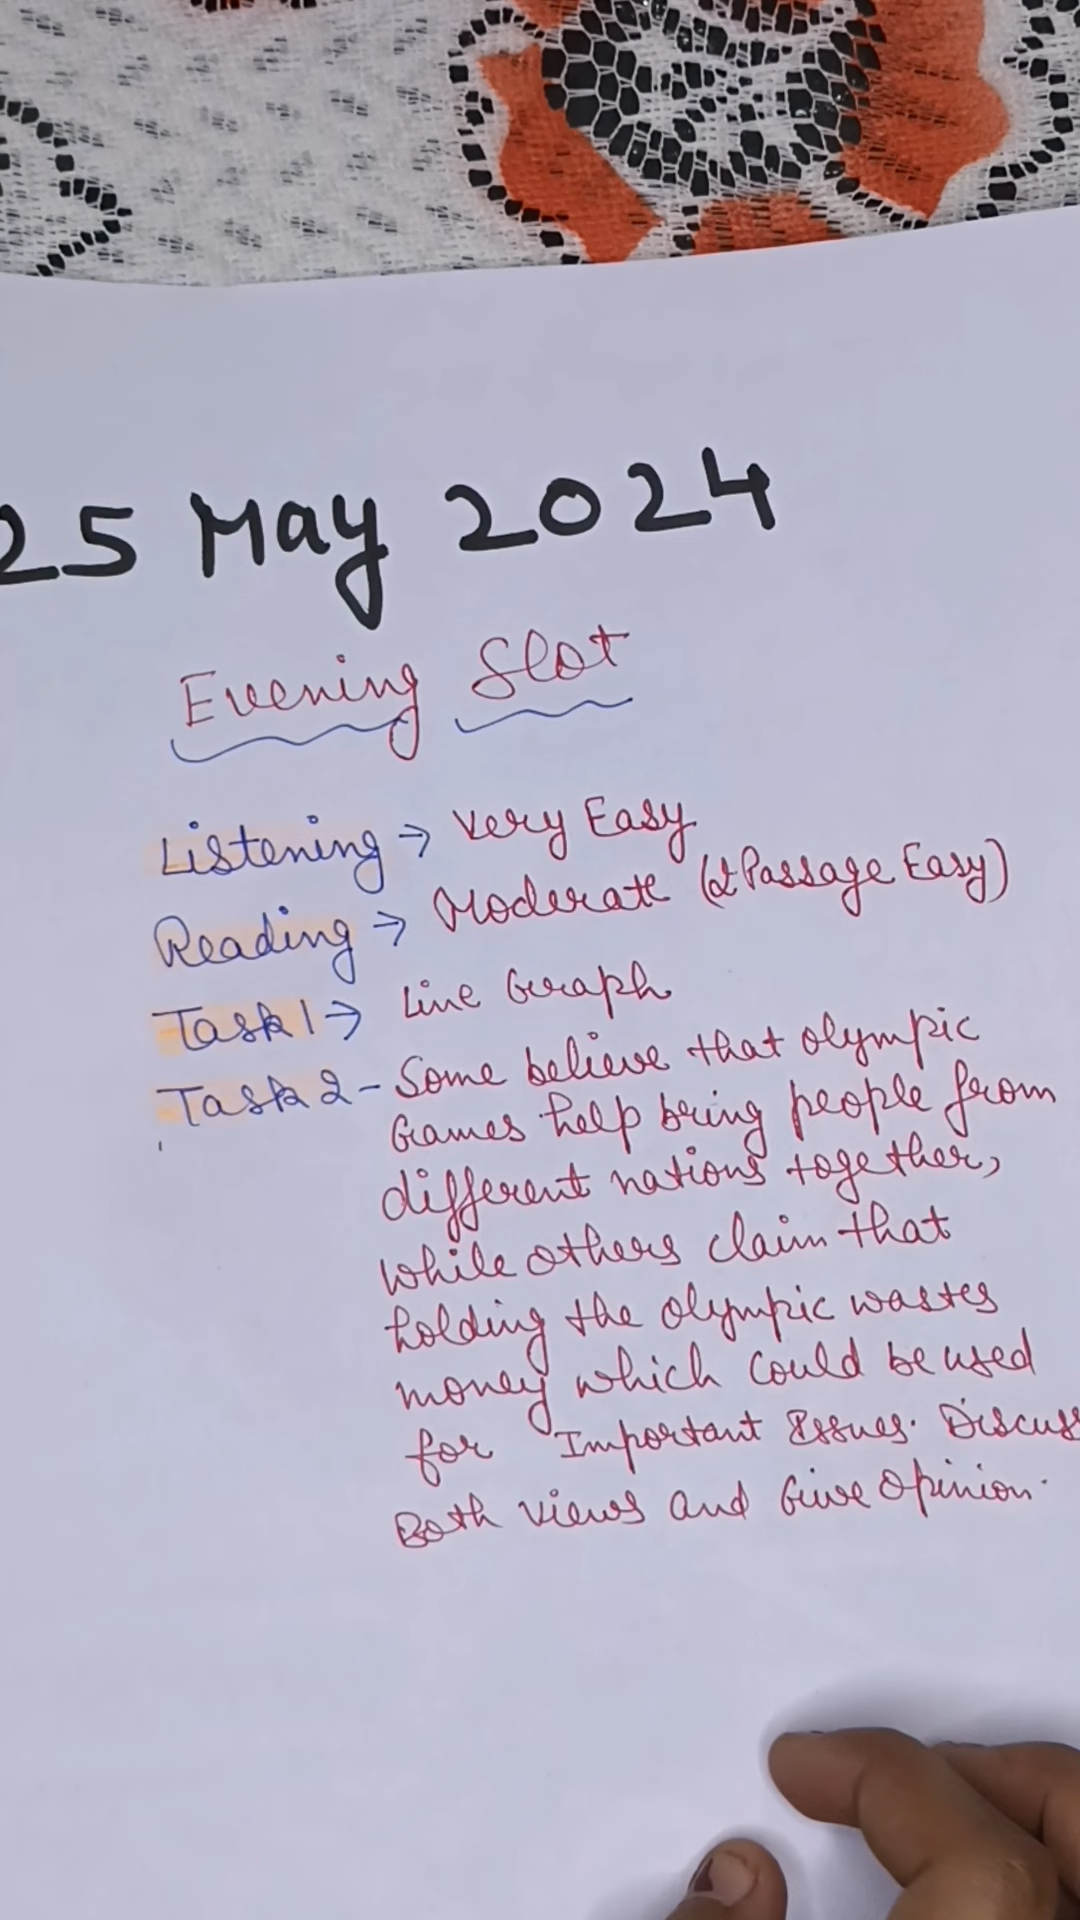 25 May 2024
Evening Slot
Listening → Very Easy
Reading → Moderate (2 Passage Easy)
Task 1 → Line Graph
Task 2 - Some believe that olympic
Games help bring people from
different nations together,
while others claim that
holding the olympic wastes
money which could be used
for Important Issues. Discuss
Both views and Give opinion.